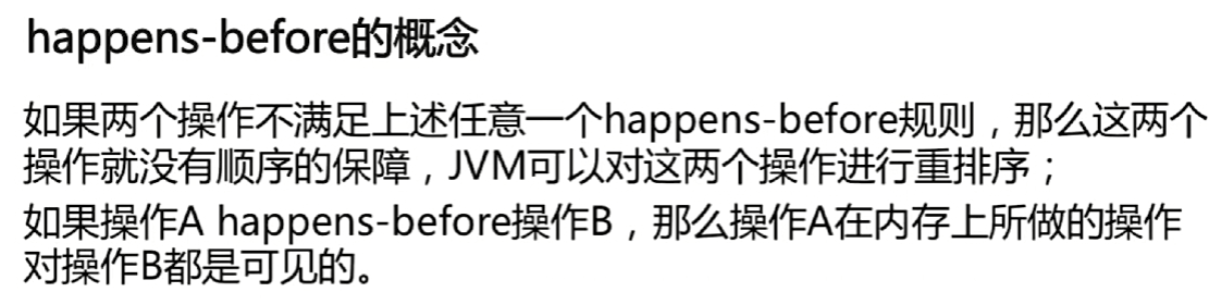 happens-before的概念
如果两个操作不满足上述任意一个happens-before规则，那么这两个
操作就没有顺序的保障，JVM可以对这两个操作进行重排序；
如果操作A happens-before操作B，那么操作A在内存上所做的操作
对操作B都是可见的。